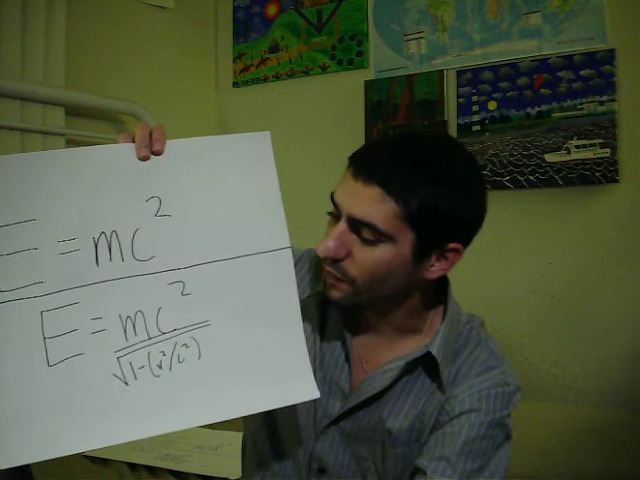 E = mc²
E = mc²
√1-(v²/c²)